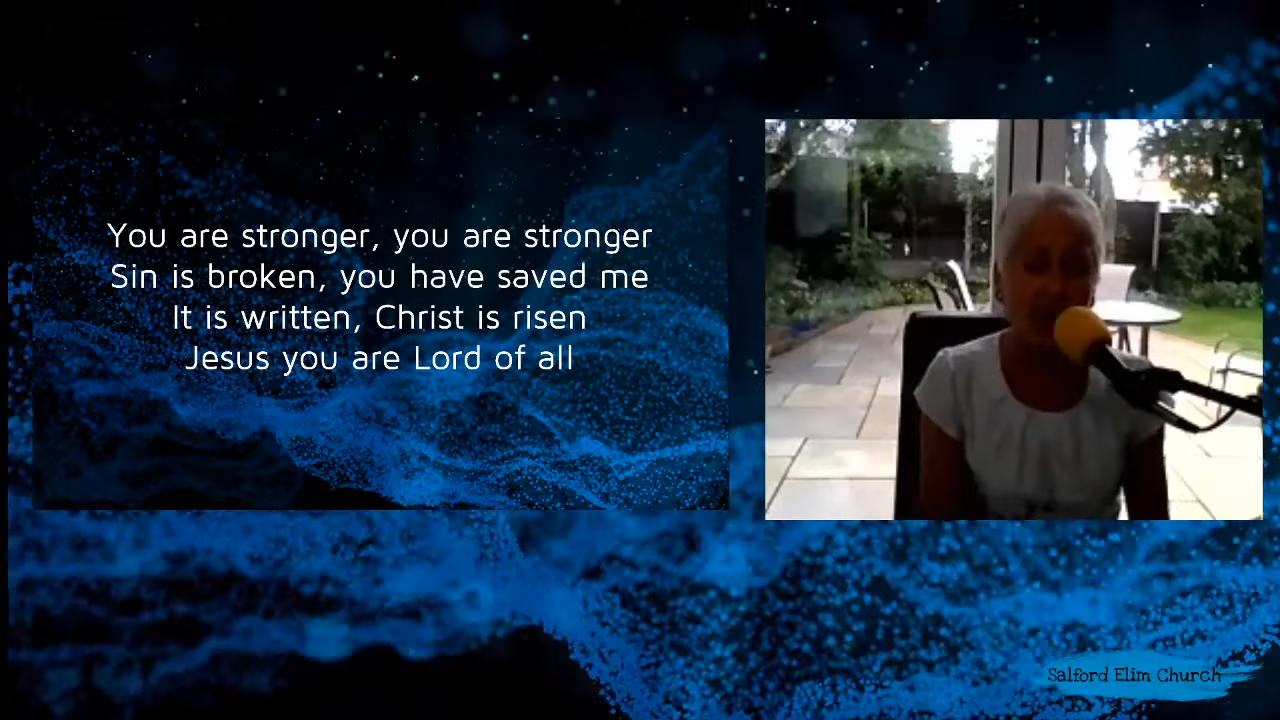 You are stronger, you are stronger
Sin is broken, you have saved me
It is written, Christ is risen
Jesus you are Lord of all
Salford Elim Church